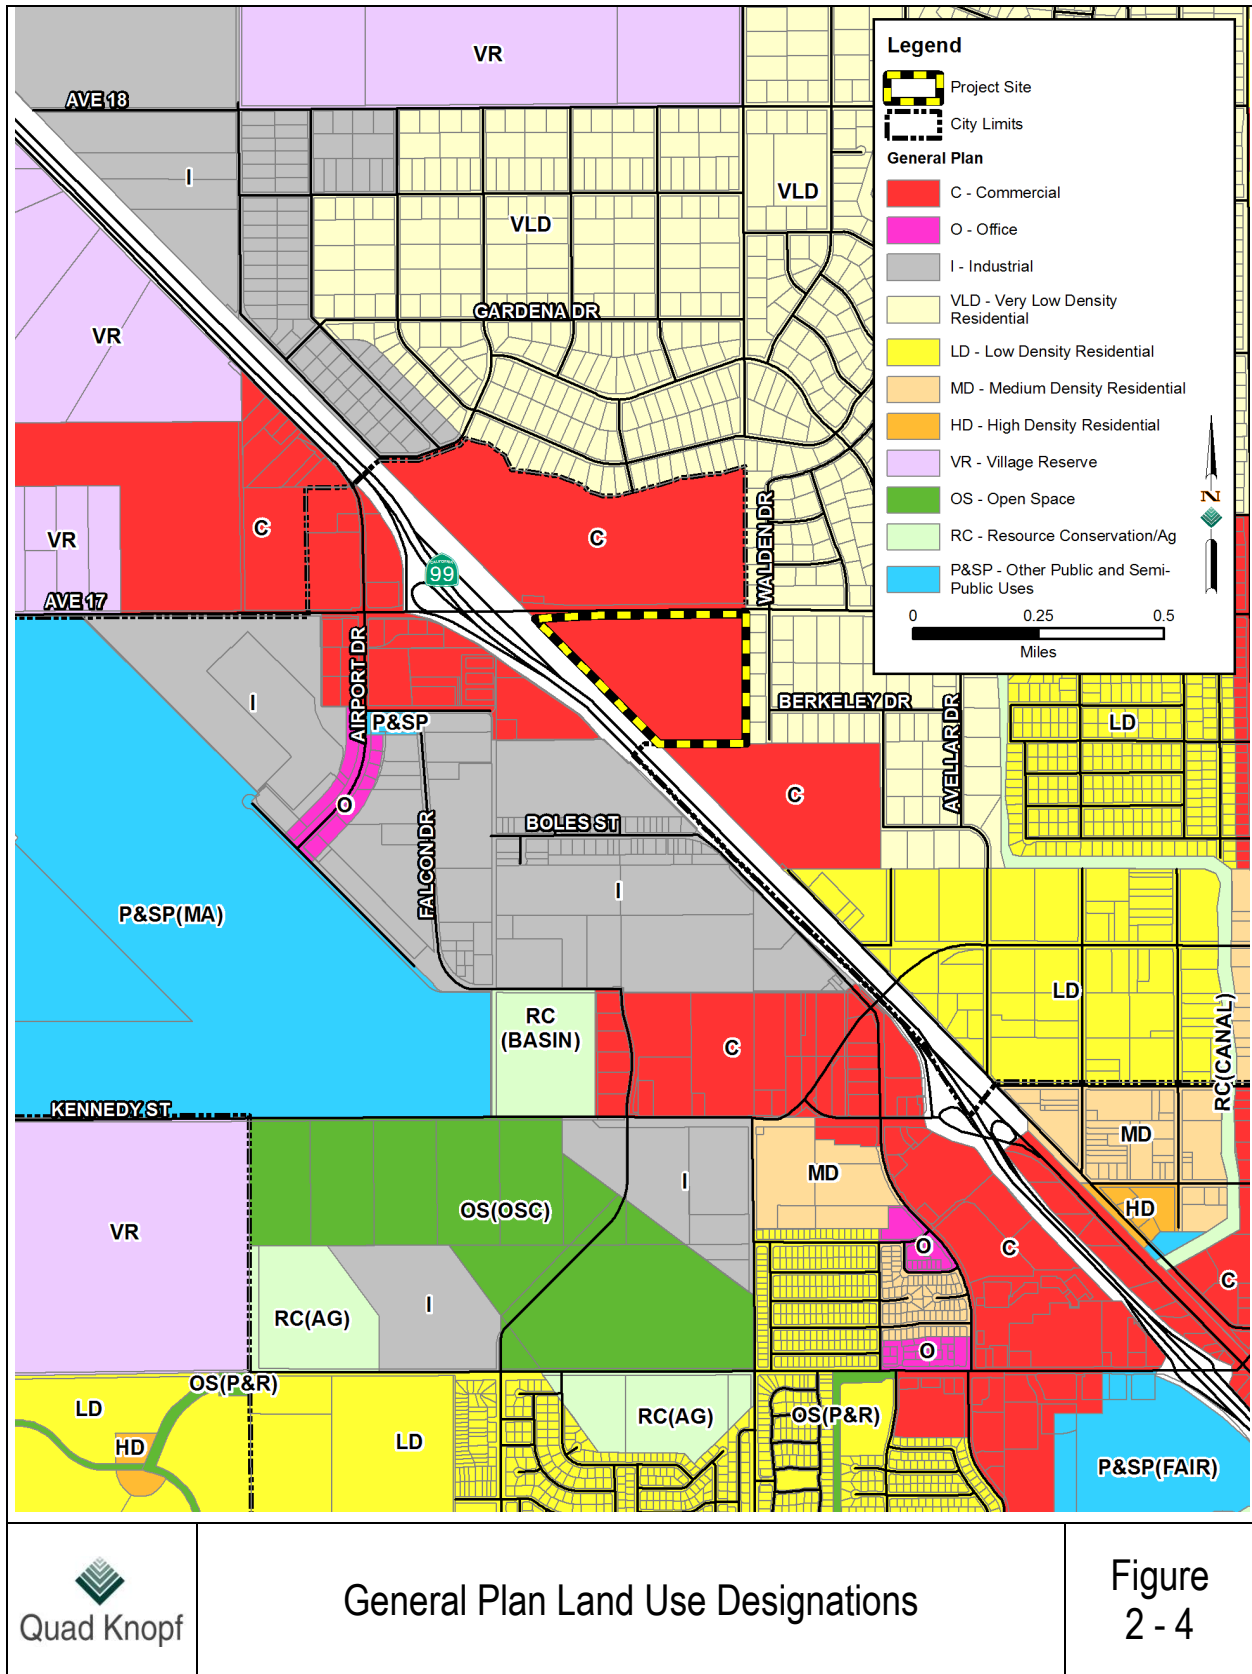 VR
AVE 18
I
VLD
VLD
GARDENA DR
VR
C
VR
C
WALDEN DR
CALIFORNIA
99
AVE 17
AIRPORT DR
I
P&SP
BERKELEY DR
AVELLAR DR
LD
O
C
FALCON DR
BOLES ST
I
P&SP(MA)
LD
RC
(BASIN)
C
RC(CANAL)
KENNEDY ST
MD
MD
I
OS(OSC)
HD
VR
O
C
C
I
RC(AG)
O
OS(P&R)
LD
RC(AG)
OS(P&R)
HD
LD
P&SP(FAIR)
Legend
Project Site
City Limits
General Plan
C - Commercial
O - Office
I - Industrial
VLD - Very Low Density
Residential
LD - Low Density Residential
MD - Medium Density Residential
HD - High Density Residential
VR - Village Reserve
OS - Open Space
RC - Resource Conservation/Ag
P&SP - Other Public and Semi-
Public Uses
N
0 0.25 0.5
Miles
Quad Knopf
General Plan Land Use Designations
Figure
2 - 4